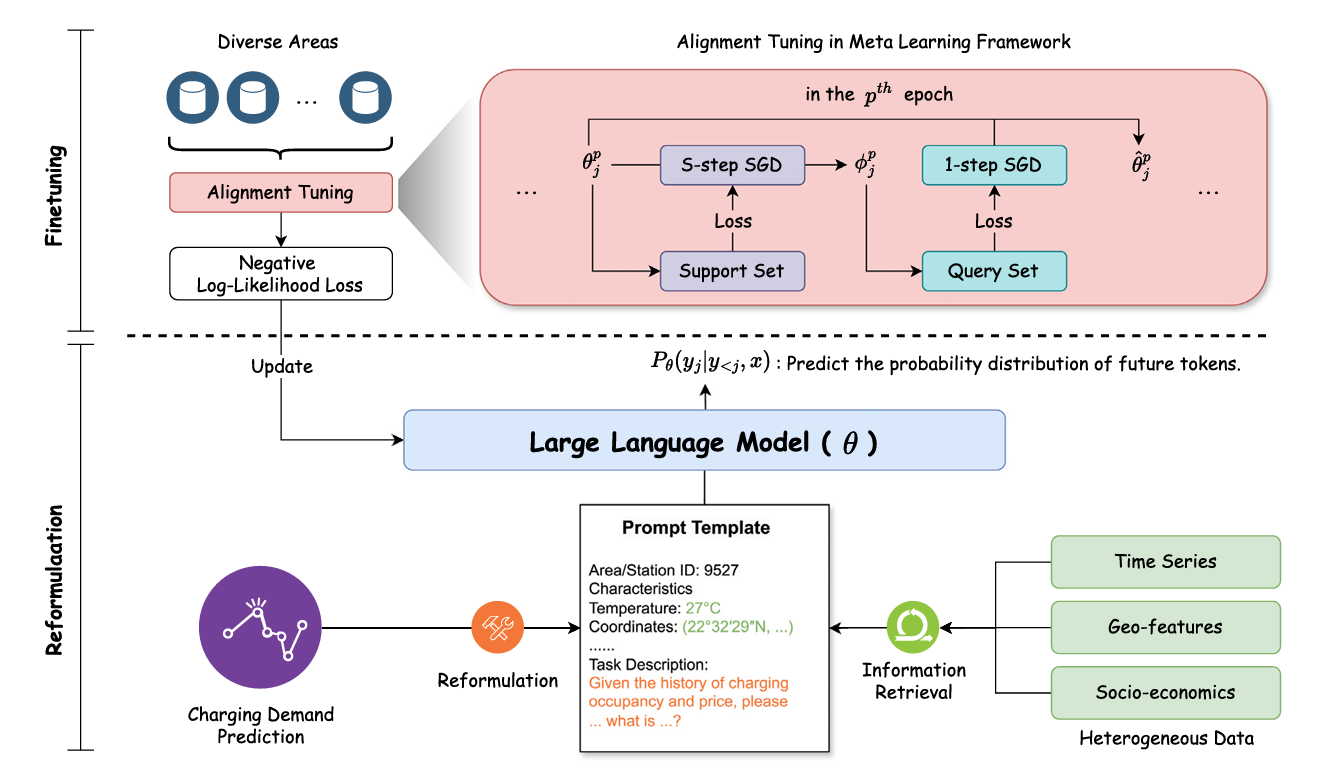 Diverse Areas
Alignment Tuning in Meta Learning Framework
in the p^{th} epoch
...
Finetuning
Alignment Tuning
Negative
Log-Likelihood Loss
...
θ_j^p
S-step SGD
ϕ_j^p
1-step SGD
θ̂_j^p
...
Loss
Loss
Support Set
Query Set
Update
P_θ(y_j|y_{<j}, x) : Predict the probability distribution of future tokens.
Large Language Model ( θ )
Reformulaation
Prompt Template
Area/Station ID: 9527
Characteristics
Temperature: 27°C
Coordinates: (22°32′29″N, ...)
......
Task Description:
Given the history of charging
occupancy and price, please
... what is ...?
Charging Demand
Prediction
Reformulation
Information
Retrieval
Time Series
Geo-features
Socio-economics
Heterogeneous Data